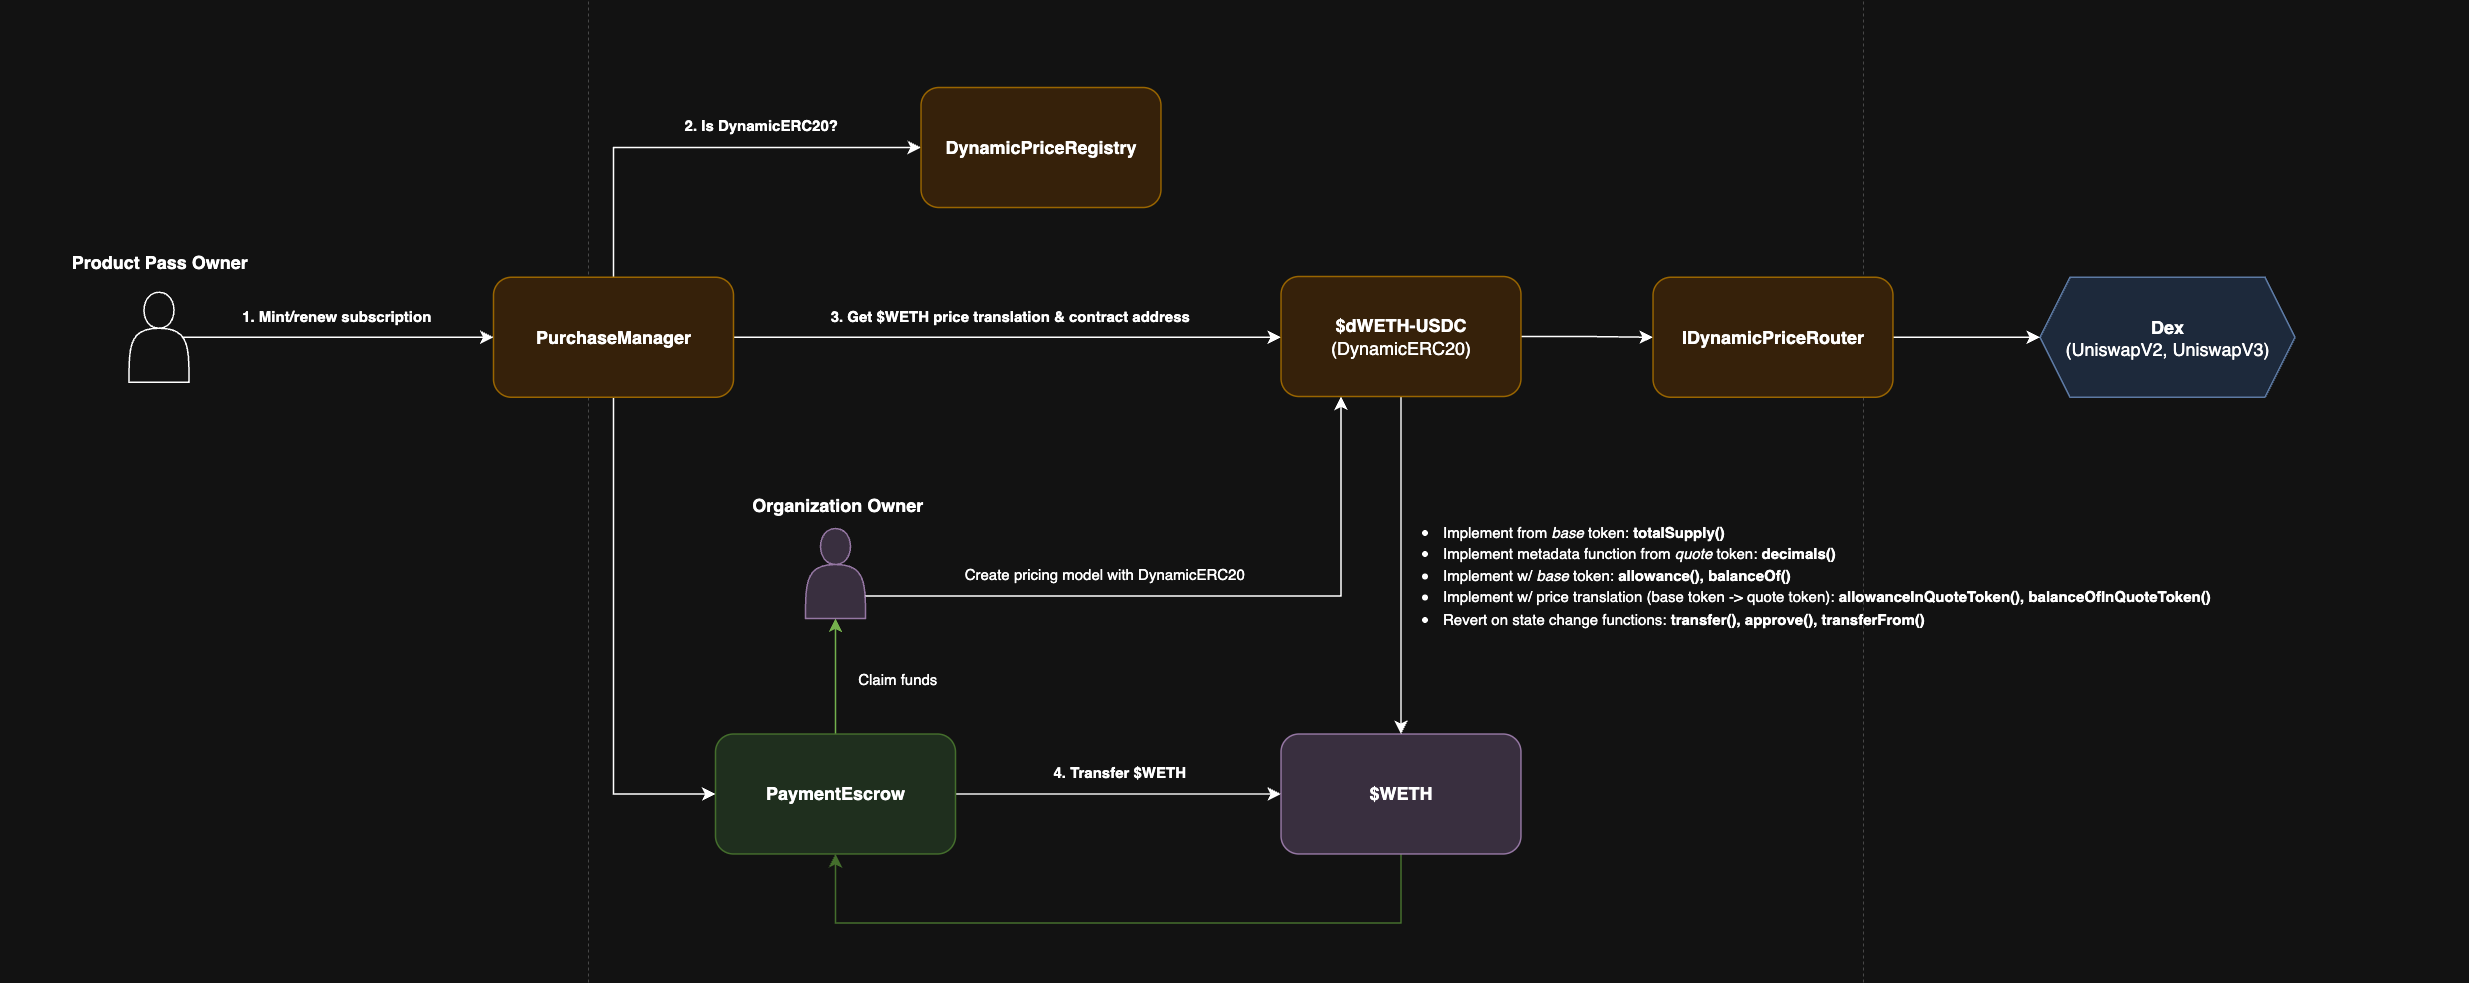 2. Is DynamicERC20?
DynamicPriceRegistry
Product Pass Owner
1. Mint/renew subscription
PurchaseManager
3. Get $WETH price translation & contract address
$dWETH-USDC
(DynamicERC20)
IDynamicPriceRouter
Dex
(UniswapV2, UniswapV3)
Organization Owner
Create pricing model with DynamicERC20
• Implement from base token: totalSupply()
• Implement metadata function from quote token: decimals()
• Implement w/ base token: allowance(), balanceOf()
• Implement w/ price translation (base token -> quote token): allowanceInQuoteToken(), balanceOfInQuoteToken()
• Revert on state change functions: transfer(), approve(), transferFrom()
Claim funds
PaymentEscrow
4. Transfer $WETH
$WETH